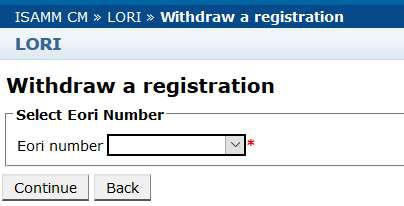 ISAMM CM » LORI » Withdraw a registration
LORI
Withdraw a registration
Select Eori Number
Eori number *
Continue Back